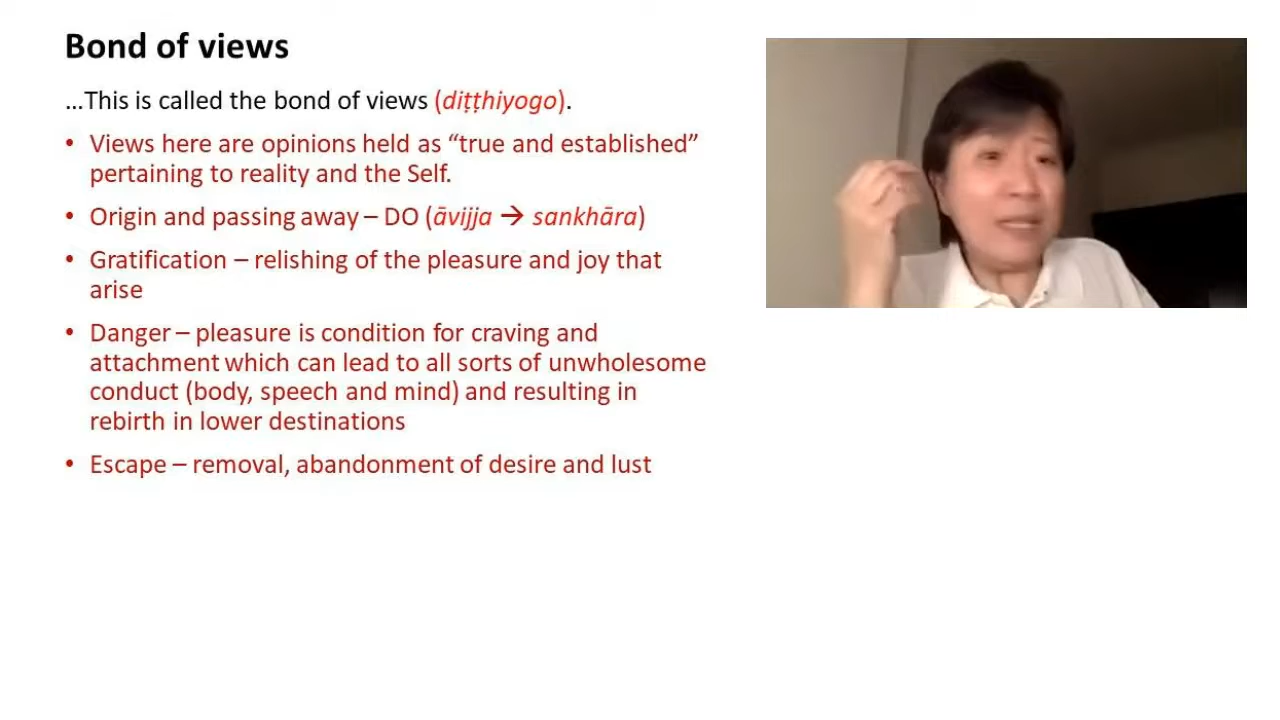 Bond of views
…This is called the bond of views (diṭṭhiyogo).
• Views here are opinions held as “true and established”
pertaining to reality and the Self.
• Origin and passing away – DO (āvijja → sankhāra)
• Gratification – relishing of the pleasure and joy that
arise
• Danger – pleasure is condition for craving and
attachment which can lead to all sorts of unwholesome
conduct (body, speech and mind) and resulting in
rebirth in lower destinations
• Escape – removal, abandonment of desire and lust